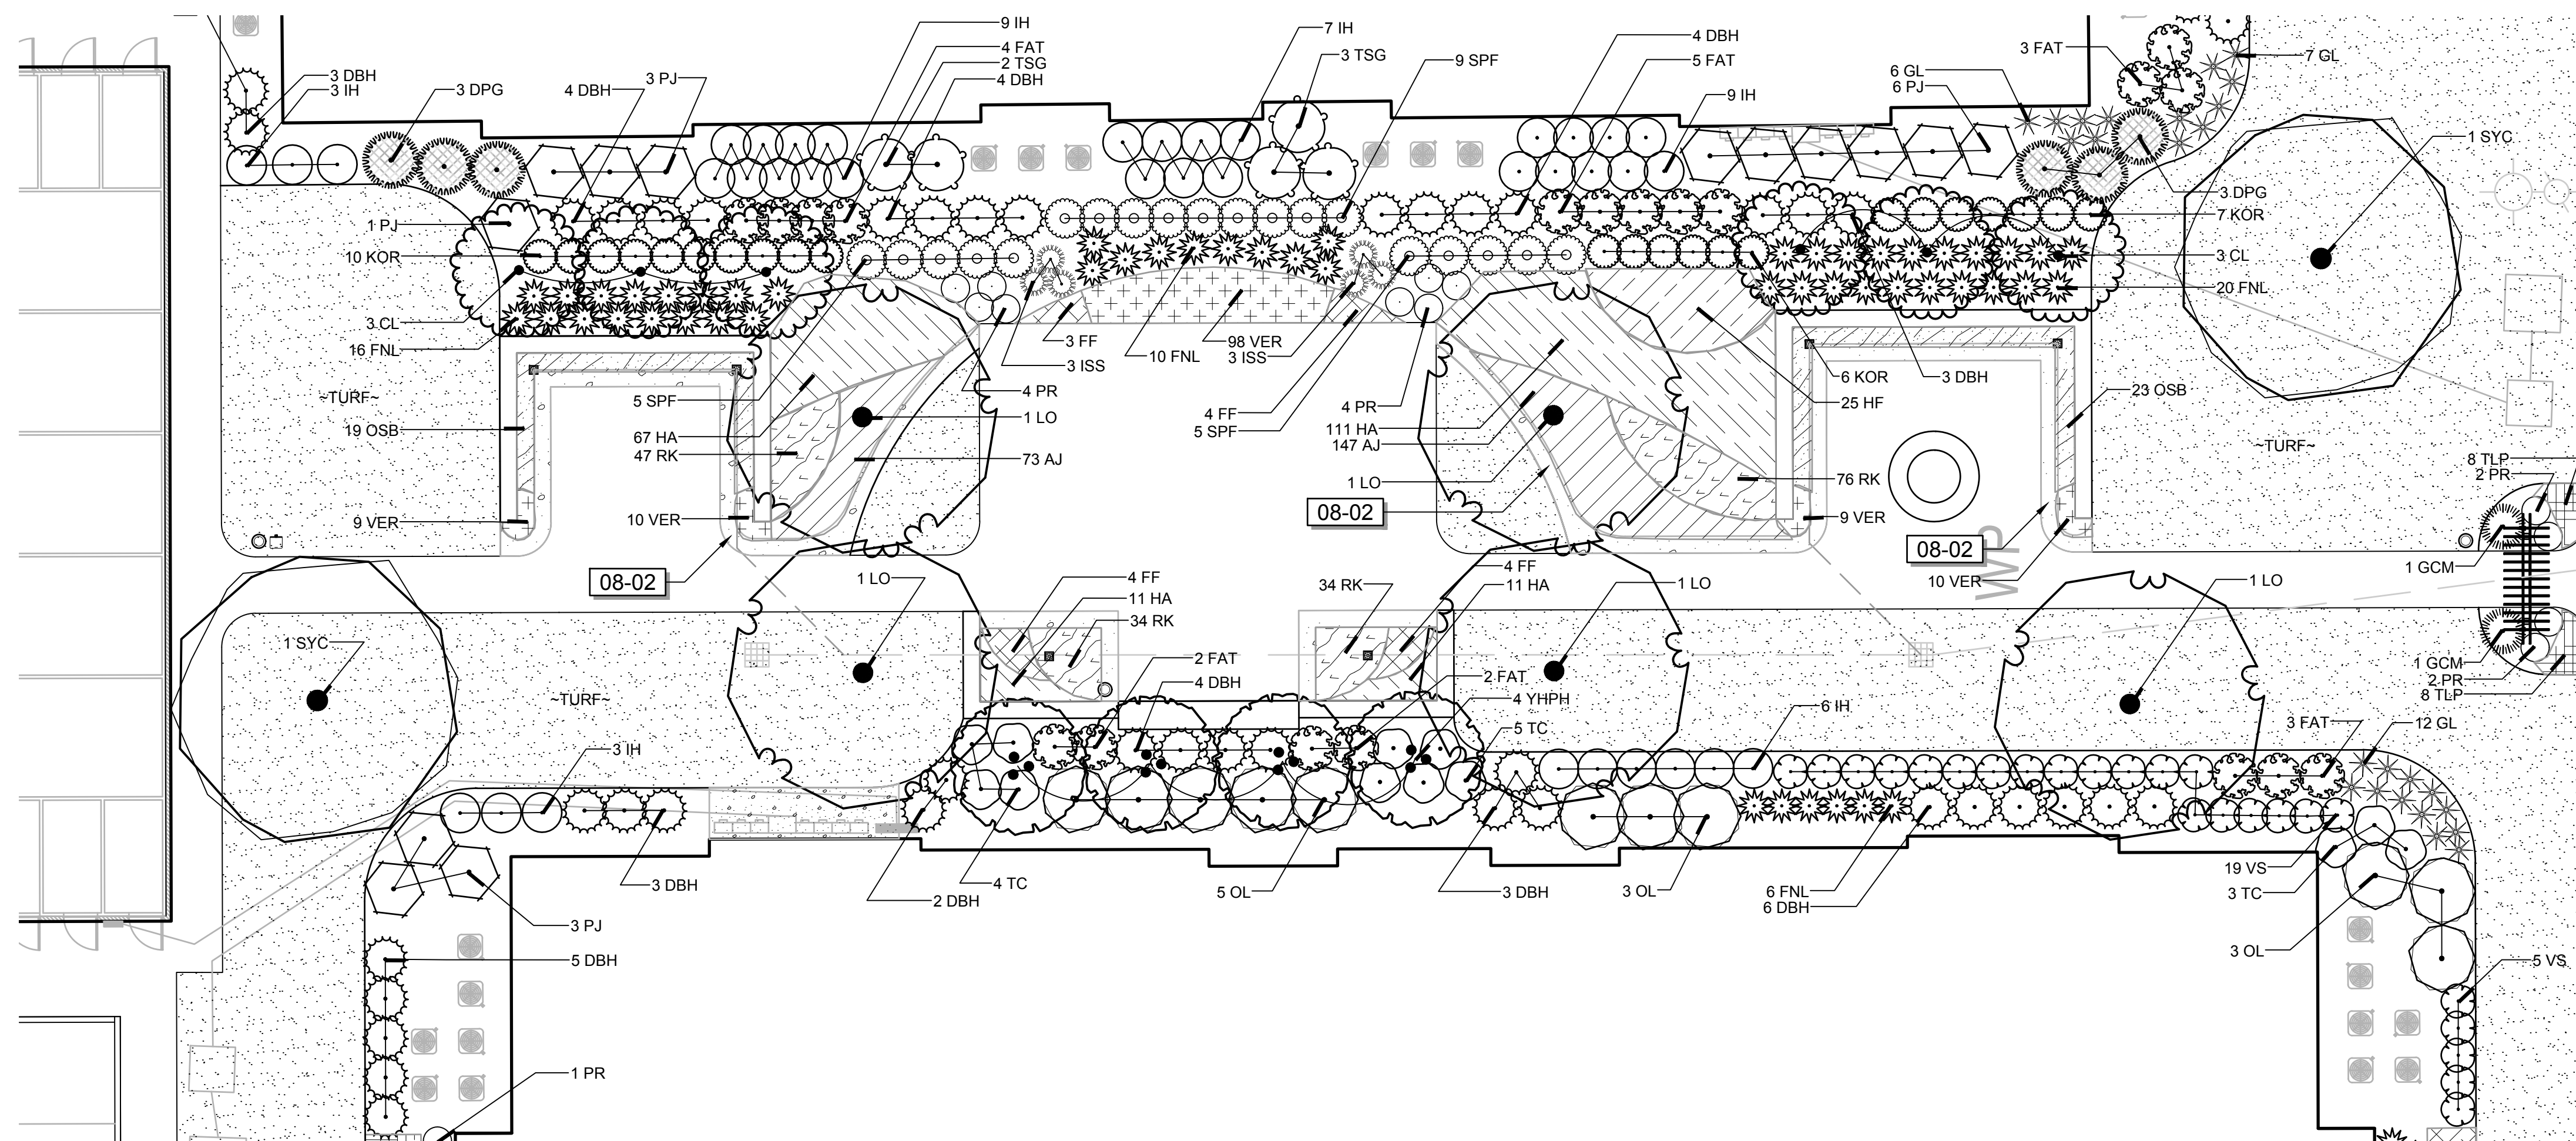 9 IH
4 FAT
2 TSG
4 DBH
7 IH
3 TSG
9 SPF
4 DBH
5 FAT
9 IH
3 FAT
7 GL
6 GL
6 PJ
1 SYC
3 DBH
3 IH
3 DPG
4 DBH
3 PJ
3 DPG
7 KOR
3 CL
20 FNL
1 PJ
10 KOR
3 CL
16 FNL
3 FF
3 ISS
10 FNL
98 VER
3 ISS
4 PR
5 SPF
1 LO
67 HA
47 RK
73 AJ
4 FF
5 SPF
4 PR
111 HA
147 AJ
1 LO
6 KOR
3 DBH
25 HF
23 OSB
76 RK
9 VER
~TURF~
19 OSB
9 VER
10 VER
~TURF~
8 TLP
2 PR
08-02
08-02
08-02
WIP
10 VER
1 GCM
1 LO
4 FF
11 HA
34 RK
34 RK
4 FF
11 HA
1 LO
1 LO
1 SYC
~TURF~
2 FAT
4 DBH
2 FAT
4 YHPH
5 TC
6 IH
1 GCM
2 PR
8 TLP
3 FAT
12 GL
3 IH
3 DBH
2 DBH
4 TC
5 OL
3 DBH
3 OL
6 FNL
6 DBH
19 VS
3 TC
3 OL
5 VS
3 PJ
5 DBH
1 PR